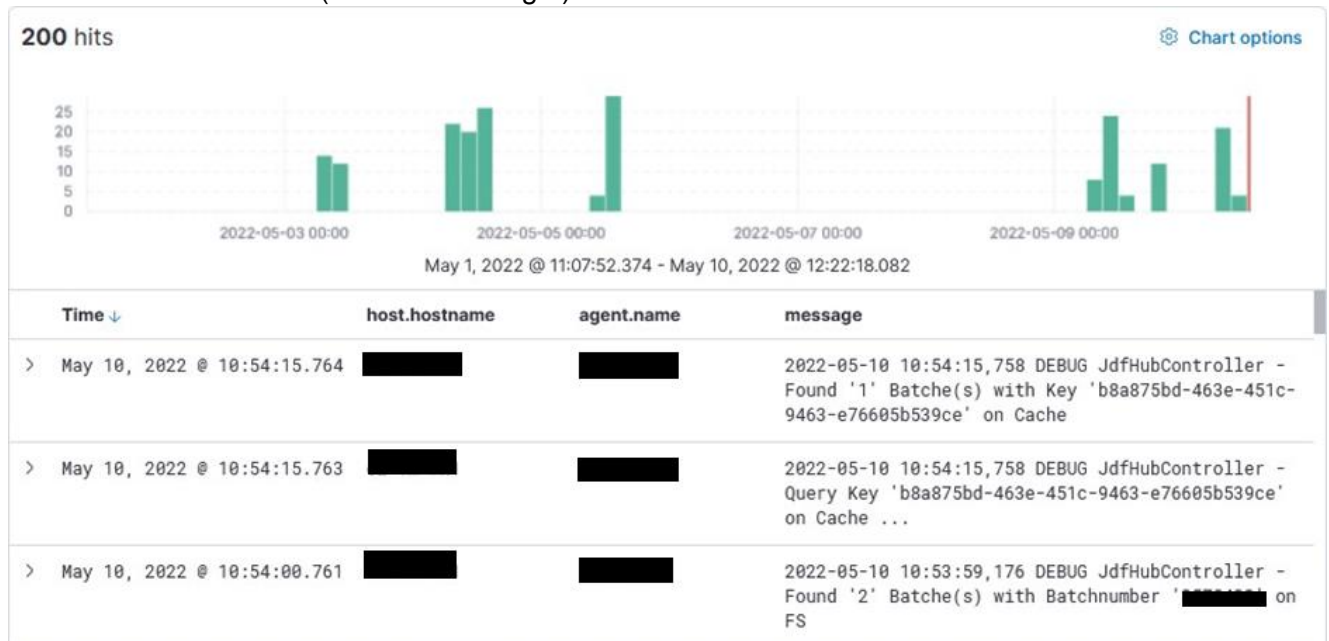 200 hits
Chart options
25
20
15
10
5
0
2022-05-03 00:00
2022-05-05 00:00
2022-05-07 00:00
2022-05-09 00:00
May 1, 2022 @ 11:07:52.374 - May 10, 2022 @ 12:22:18.082
Time
host.hostname
agent.name
message
May 10, 2022 @ 10:54:15.764
2022-05-10 10:54:15,758 DEBUG JdfHubController -
Found '1' Batche(s) with Key 'b8a875bd-463e-451c-
9463-e76605b539ce' on Cache
May 10, 2022 @ 10:54:15.763
2022-05-10 10:54:15,758 DEBUG JdfHubController -
Query Key 'b8a875bd-463e-451c-9463-e76605b539ce'
on Cache ...
May 10, 2022 @ 10:54:00.761
2022-05-10 10:53:59,176 DEBUG JdfHubController -
Found '2' Batche(s) with Batchnumber ' on
FS